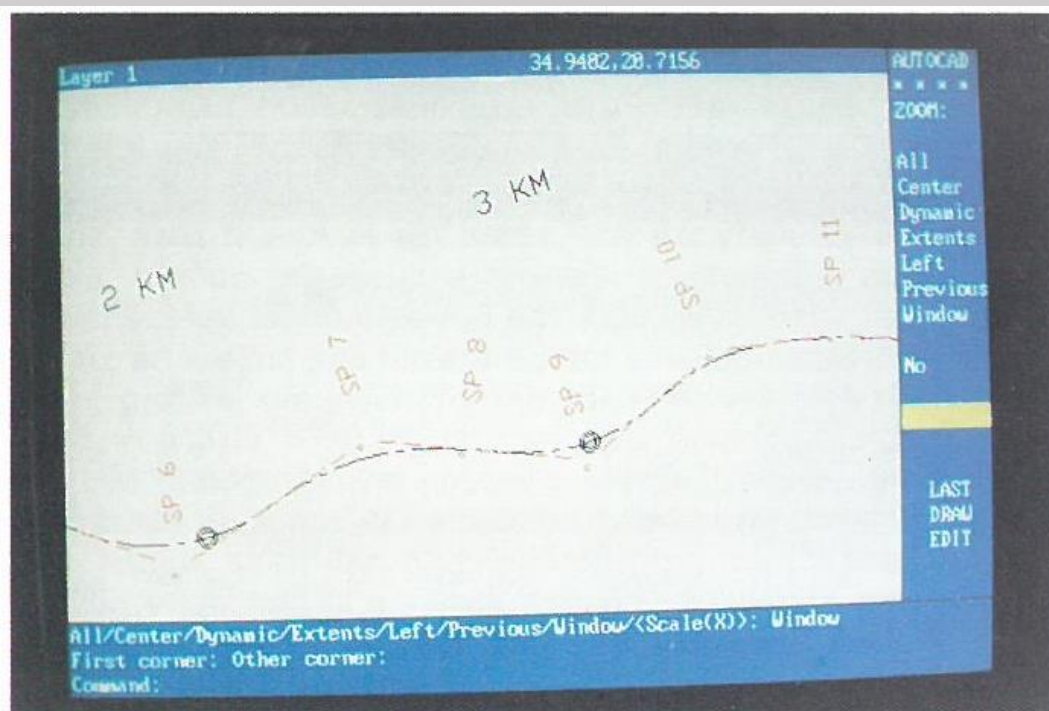 Layer 1
34.9402,20.7156
AUTOCAD
* * * *
ZOOM:
All
Center
Dynamic
Extents
Left
Previous
Window
No
LAST
DRAW
EDIT
3 KM
2 KM
SP 6
SP 7
SP 8
SP 9
SP 10
SP 11
All/Center/Dynamic/Extents/Left/Previous/Window/<Scale(X)>: Window
First corner: Other corner:
Command: